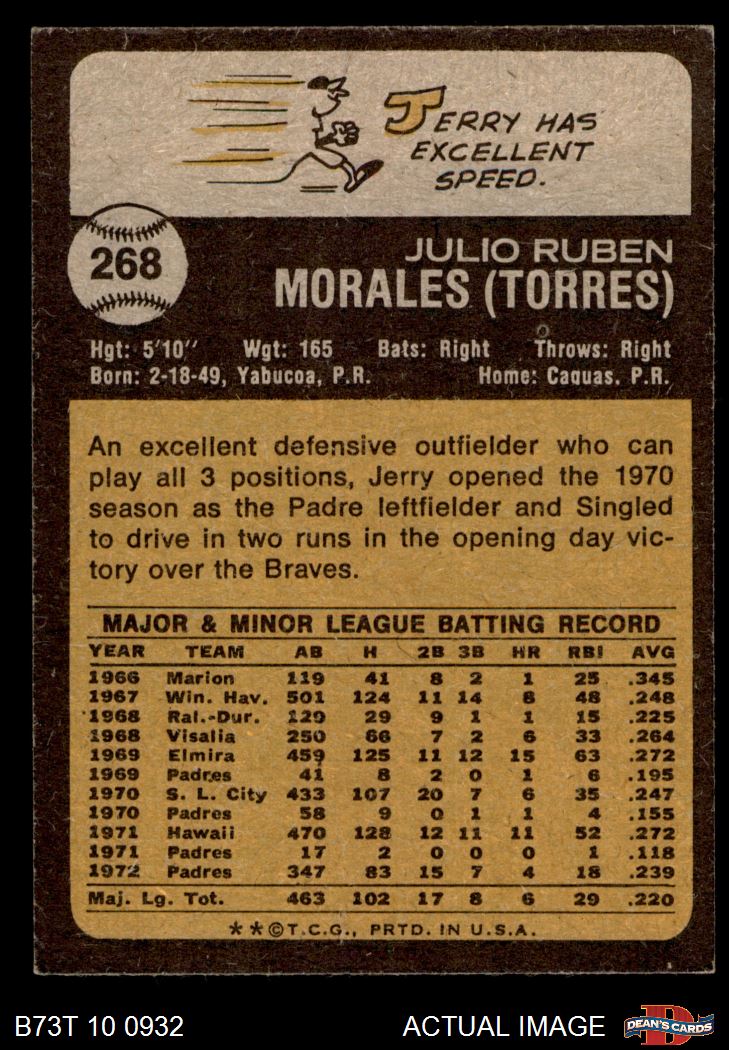 JERRY HAS
EXCELLENT
SPEED.
268
JULIO RUBEN
MORALES (TORRES)
Hgt: 5'10" Wgt: 165 Bats: Right Throws: Right
Born: 2-18-49, Yabucoa, P.R. Home: Caguas, P.R.
An excellent defensive outfielder who can
play all 3 positions, Jerry opened the 1970
season as the Padre leftfielder and Singled
to drive in two runs in the opening day vic-
tory over the Braves.
MAJOR & MINOR LEAGUE BATTING RECORD
YEAR TEAM AB H 2B 3B HR RBI AVG
1966 Marion 119 41 8 2 1 25 .345
1967 Win. Hav. 501 124 11 14 8 48 .248
1968 Ral.-Dur. 129 29 9 1 1 15 .225
1968 Visalia 250 66 7 2 6 33 .264
1969 Elmira 459 125 11 12 15 63 .272
1969 Padres 41 8 2 0 1 6 .195
1970 S. L. City 433 107 20 7 6 35 .247
1970 Padres 58 9 0 1 1 4 .155
1971 Hawaii 470 128 12 11 11 52 .272
1971 Padres 17 2 0 0 0 1 .118
1972 Padres 347 83 15 7 4 18 .239
Maj. Lg. Tot. 463 102 17 8 6 29 .220
**©T.C.G., PRTD. IN U.S.A.
B73T 10 0932 ACTUAL IMAGE D DEAN'S CARDS